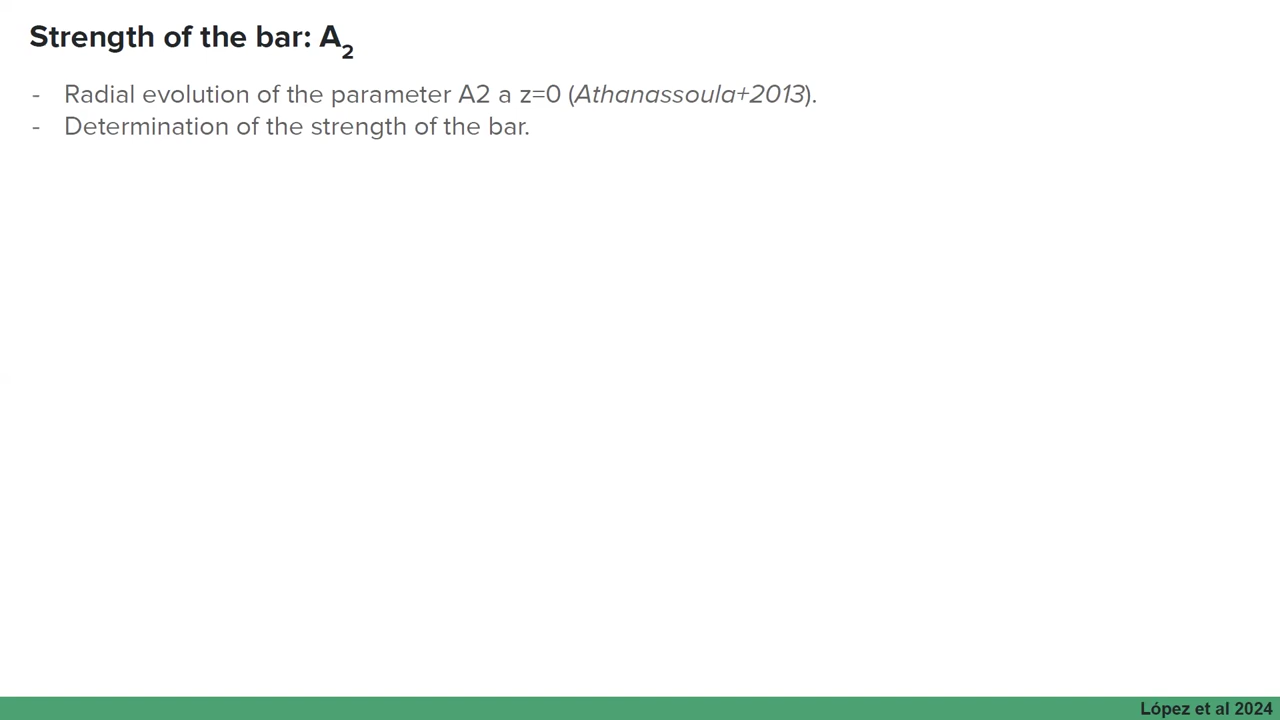 Strength of the bar: A2
- Radial evolution of the parameter A2 a z=0 (Athanassoula+2013).
- Determination of the strength of the bar.
López et al 2024